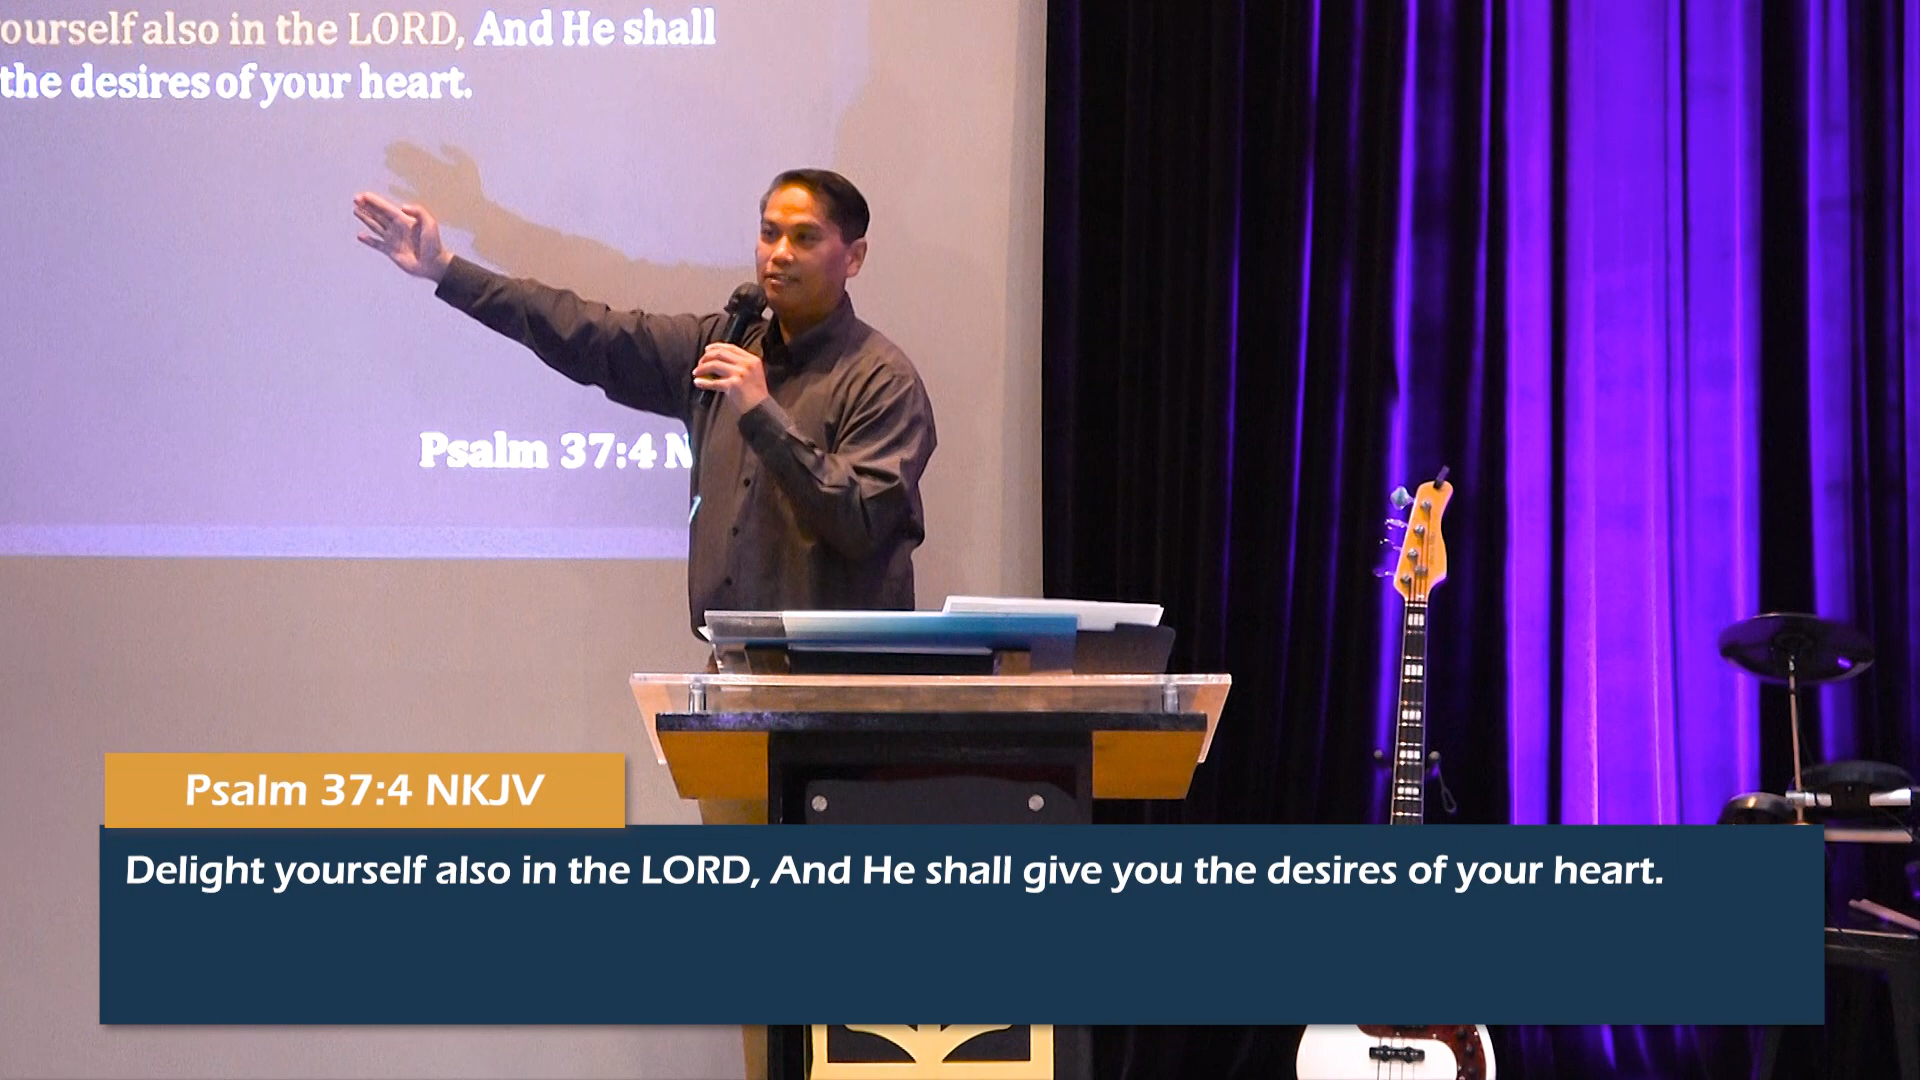 ourself also in the LORD, And He shall
the desires of your heart.
Psalm 37:4 N
Psalm 37:4 NKJV
Delight yourself also in the LORD, And He shall give you the desires of your heart.